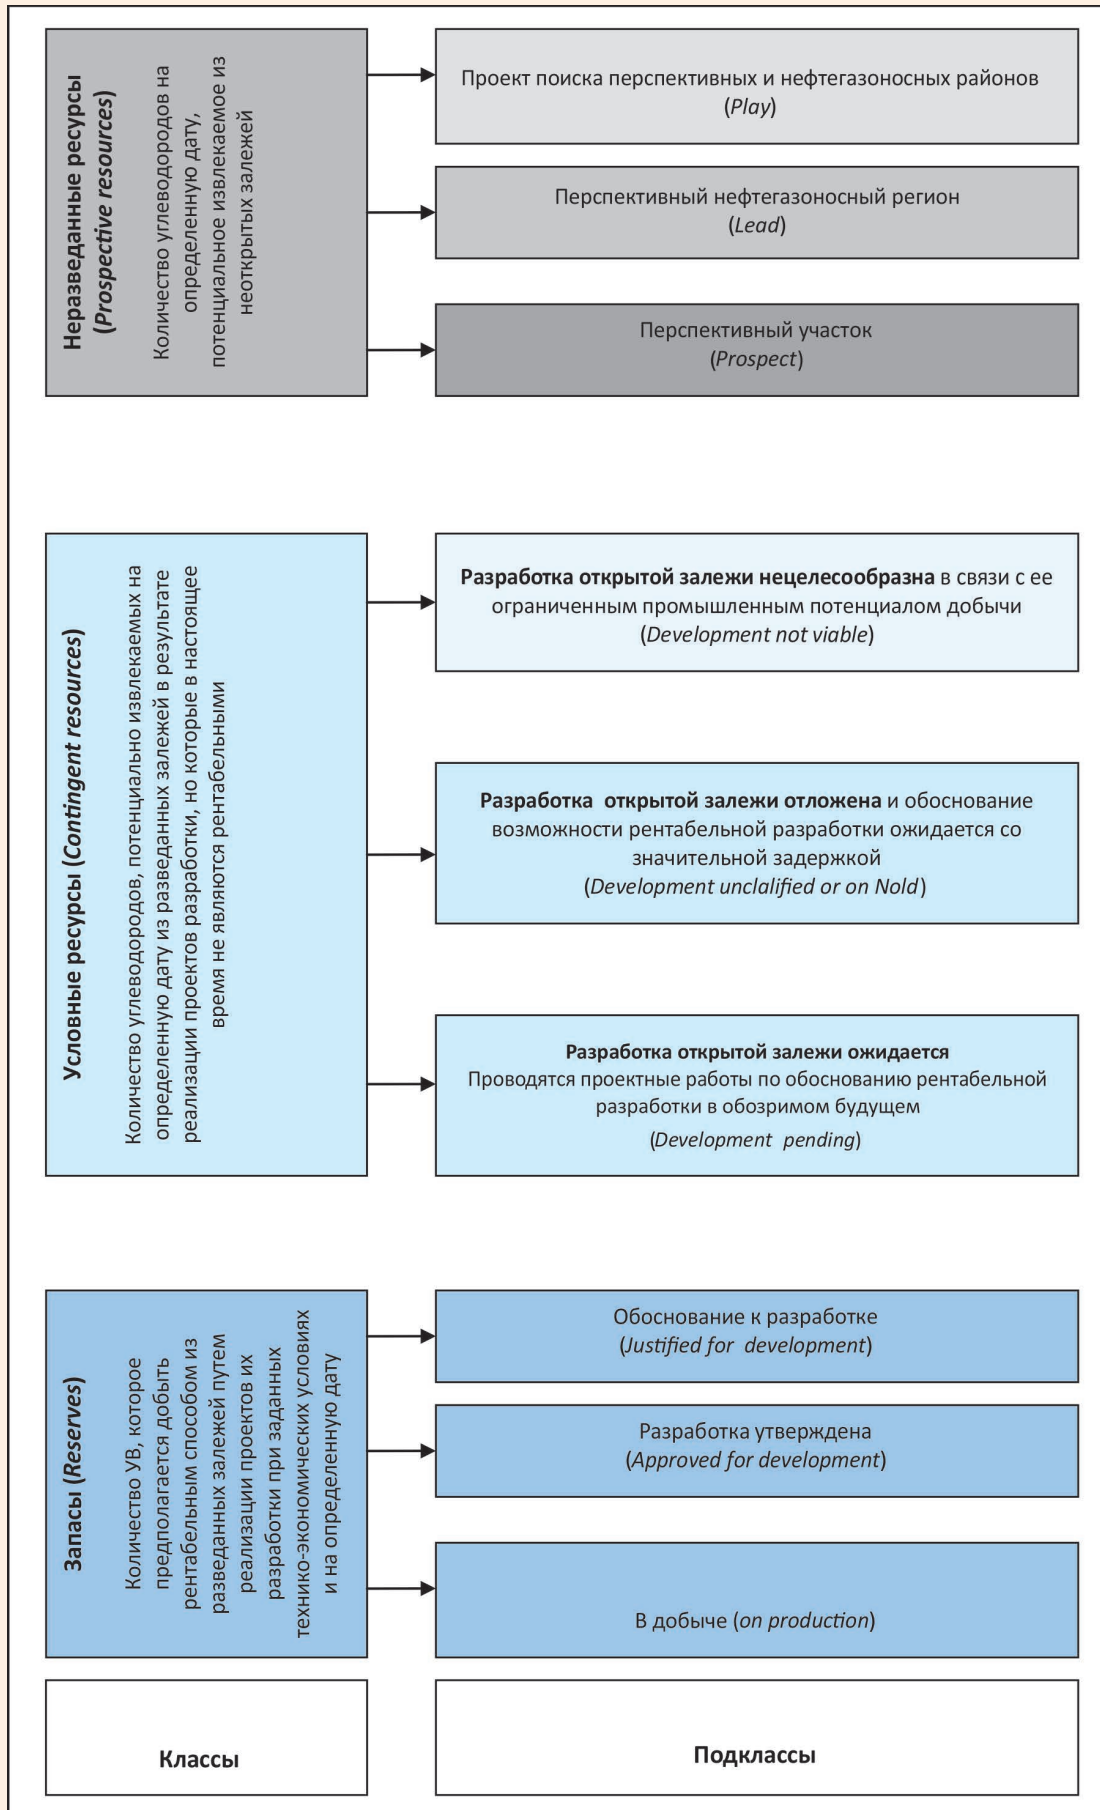 Неразведанные ресурсы
(Prospective resources)
Количество углеводородов на
определенную дату,
потенциальное извлекаемое из
неоткрытых залежей
Проект поиска перспективных и нефтегазоносных районов
(Play)
Перспективный нефтегазоносный регион
(Lead)
Перспективный участок
(Prospect)
Условные ресурсы (Contingent resources)
Количество углеводородов, потенциально извлекаемых на
определенную дату из разведанных залежей в результате
реализации проектов разработки, но которые в настоящее
время не являются рентабельными
Разработка открытой залежи нецелесообразна в связи с ее
ограниченным промышленным потенциалом добычи
(Development not viable)
Разработка открытой залежи отложена и обоснование
возможности рентабельной разработки ожидается со
значительной задержкой
(Development unclalified or on Nold)
Разработка открытой залежи ожидается
Проводятся проектные работы по обоснованию рентабельной
разработки в обозримом будущем
(Development pending)
Запасы (Reserves)
Количество УВ, которое
предполагается добыть
рентабельным способом из
разведанных залежей путем
реализации проектов их
разработки при заданных
технико-экономических условиях
и на определенную дату
Обоснование к разработке
(Justified for development)
Разработка утверждена
(Approved for development)
В добыче (on production)
Классы
Подклассы